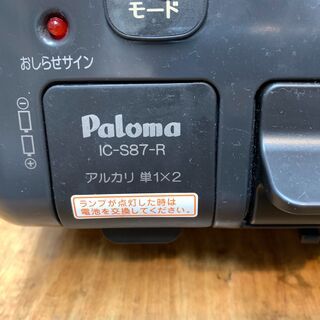 モード
おしらせサイン
Paloma
IC-S87-R
アルカリ 単1×2
ランプが点灯した時は
電池を交換してください。